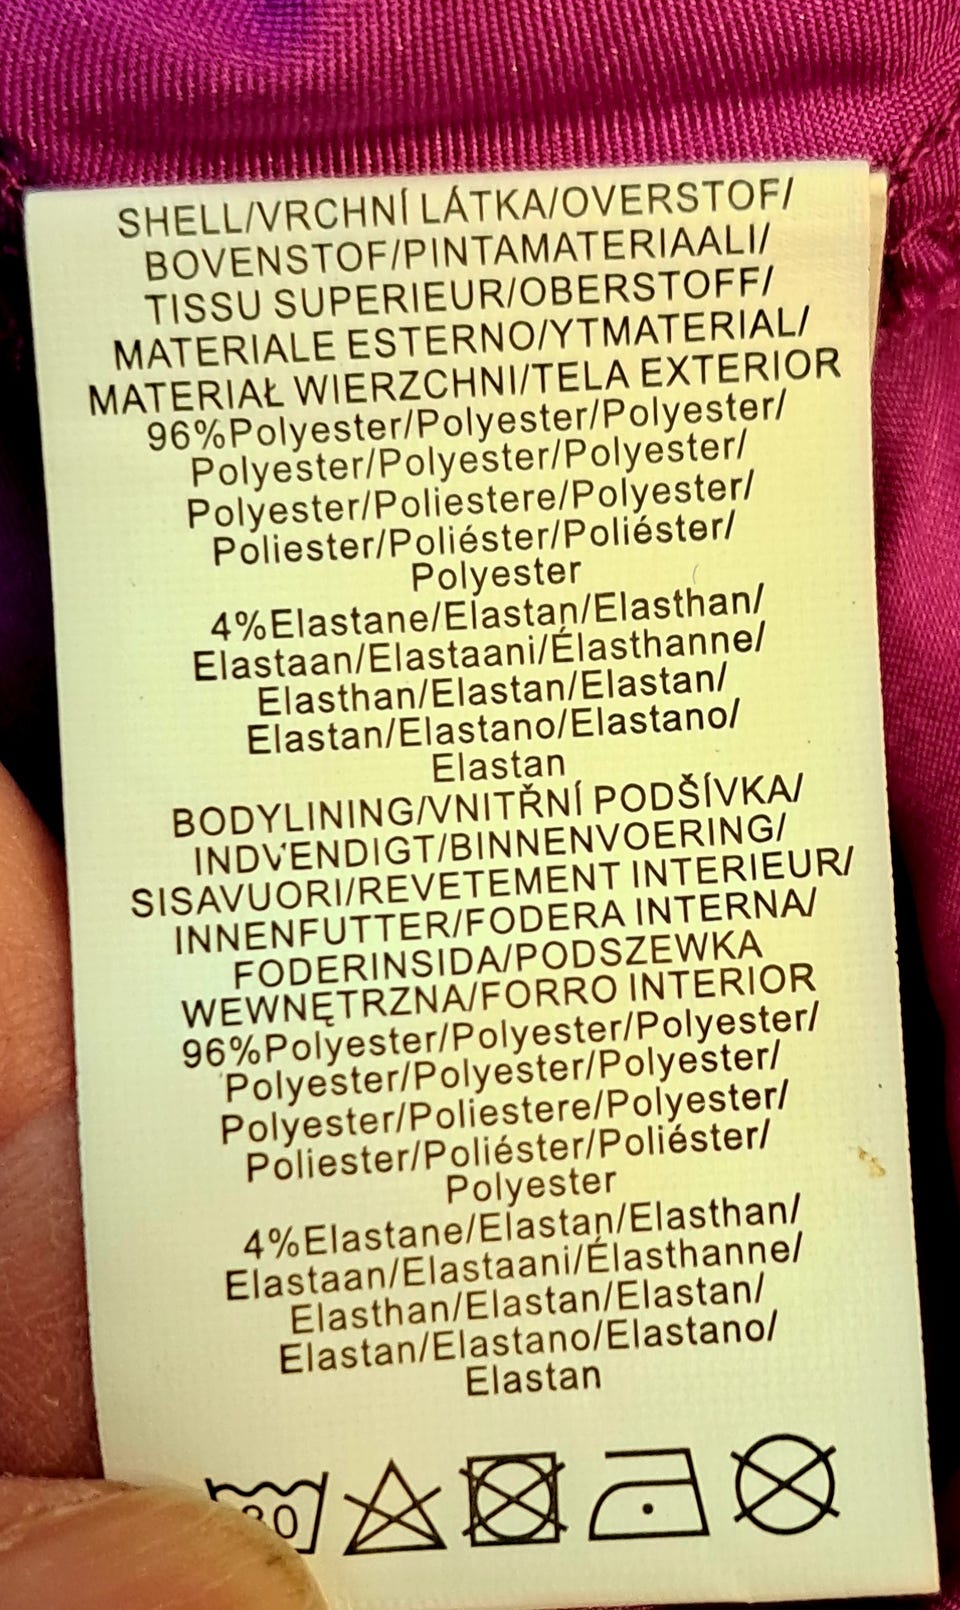 SHELL/VRCHNÍ LÁTKA/OVERSTOF/
BOVENSTOF/PINTAMATERIAALI/
TISSU SUPERIEUR/OBERSTOFF/
MATERIALE ESTERNO/YTMATERIAL/
MATERIAŁ WIERZCHNI/TELA EXTERIOR
96%Polyester/Polyester/Polyester/
Polyester/Polyester/Polyester/
Polyester/Poliestere/Polyester/
Poliester/Poliéster/Poliéster/
Polyester
4%Elastane/Elastan/Elasthan/
Elastaan/Elastaani/Élasthanne/
Elasthan/Elastan/Elastan/
Elastan/Elastano/Elastano/
Elastan
BODYLINING/VNITŘNÍ PODŠÍVKA/
INDVENDIGT/BINNENVOERING/
SISAVUORI/REVETEMENT INTERIEUR/
INNENFUTTER/FODERA INTERNA/
FODERINSIDA/PODSZEWKA
WEWNĘTRZNA/FORRO INTERIOR
96%Polyester/Polyester/Polyester/
Polyester/Polyester/Polyester/
Polyester/Poliestere/Polyester/
Poliester/Poliéster/Poliéster/
Polyester
4%Elastane/Elastan/Elasthan/
Elastaan/Elastaani/Élasthanne/
Elasthan/Elastan/Elastan/
Elastan/Elastano/Elastano/
Elastan